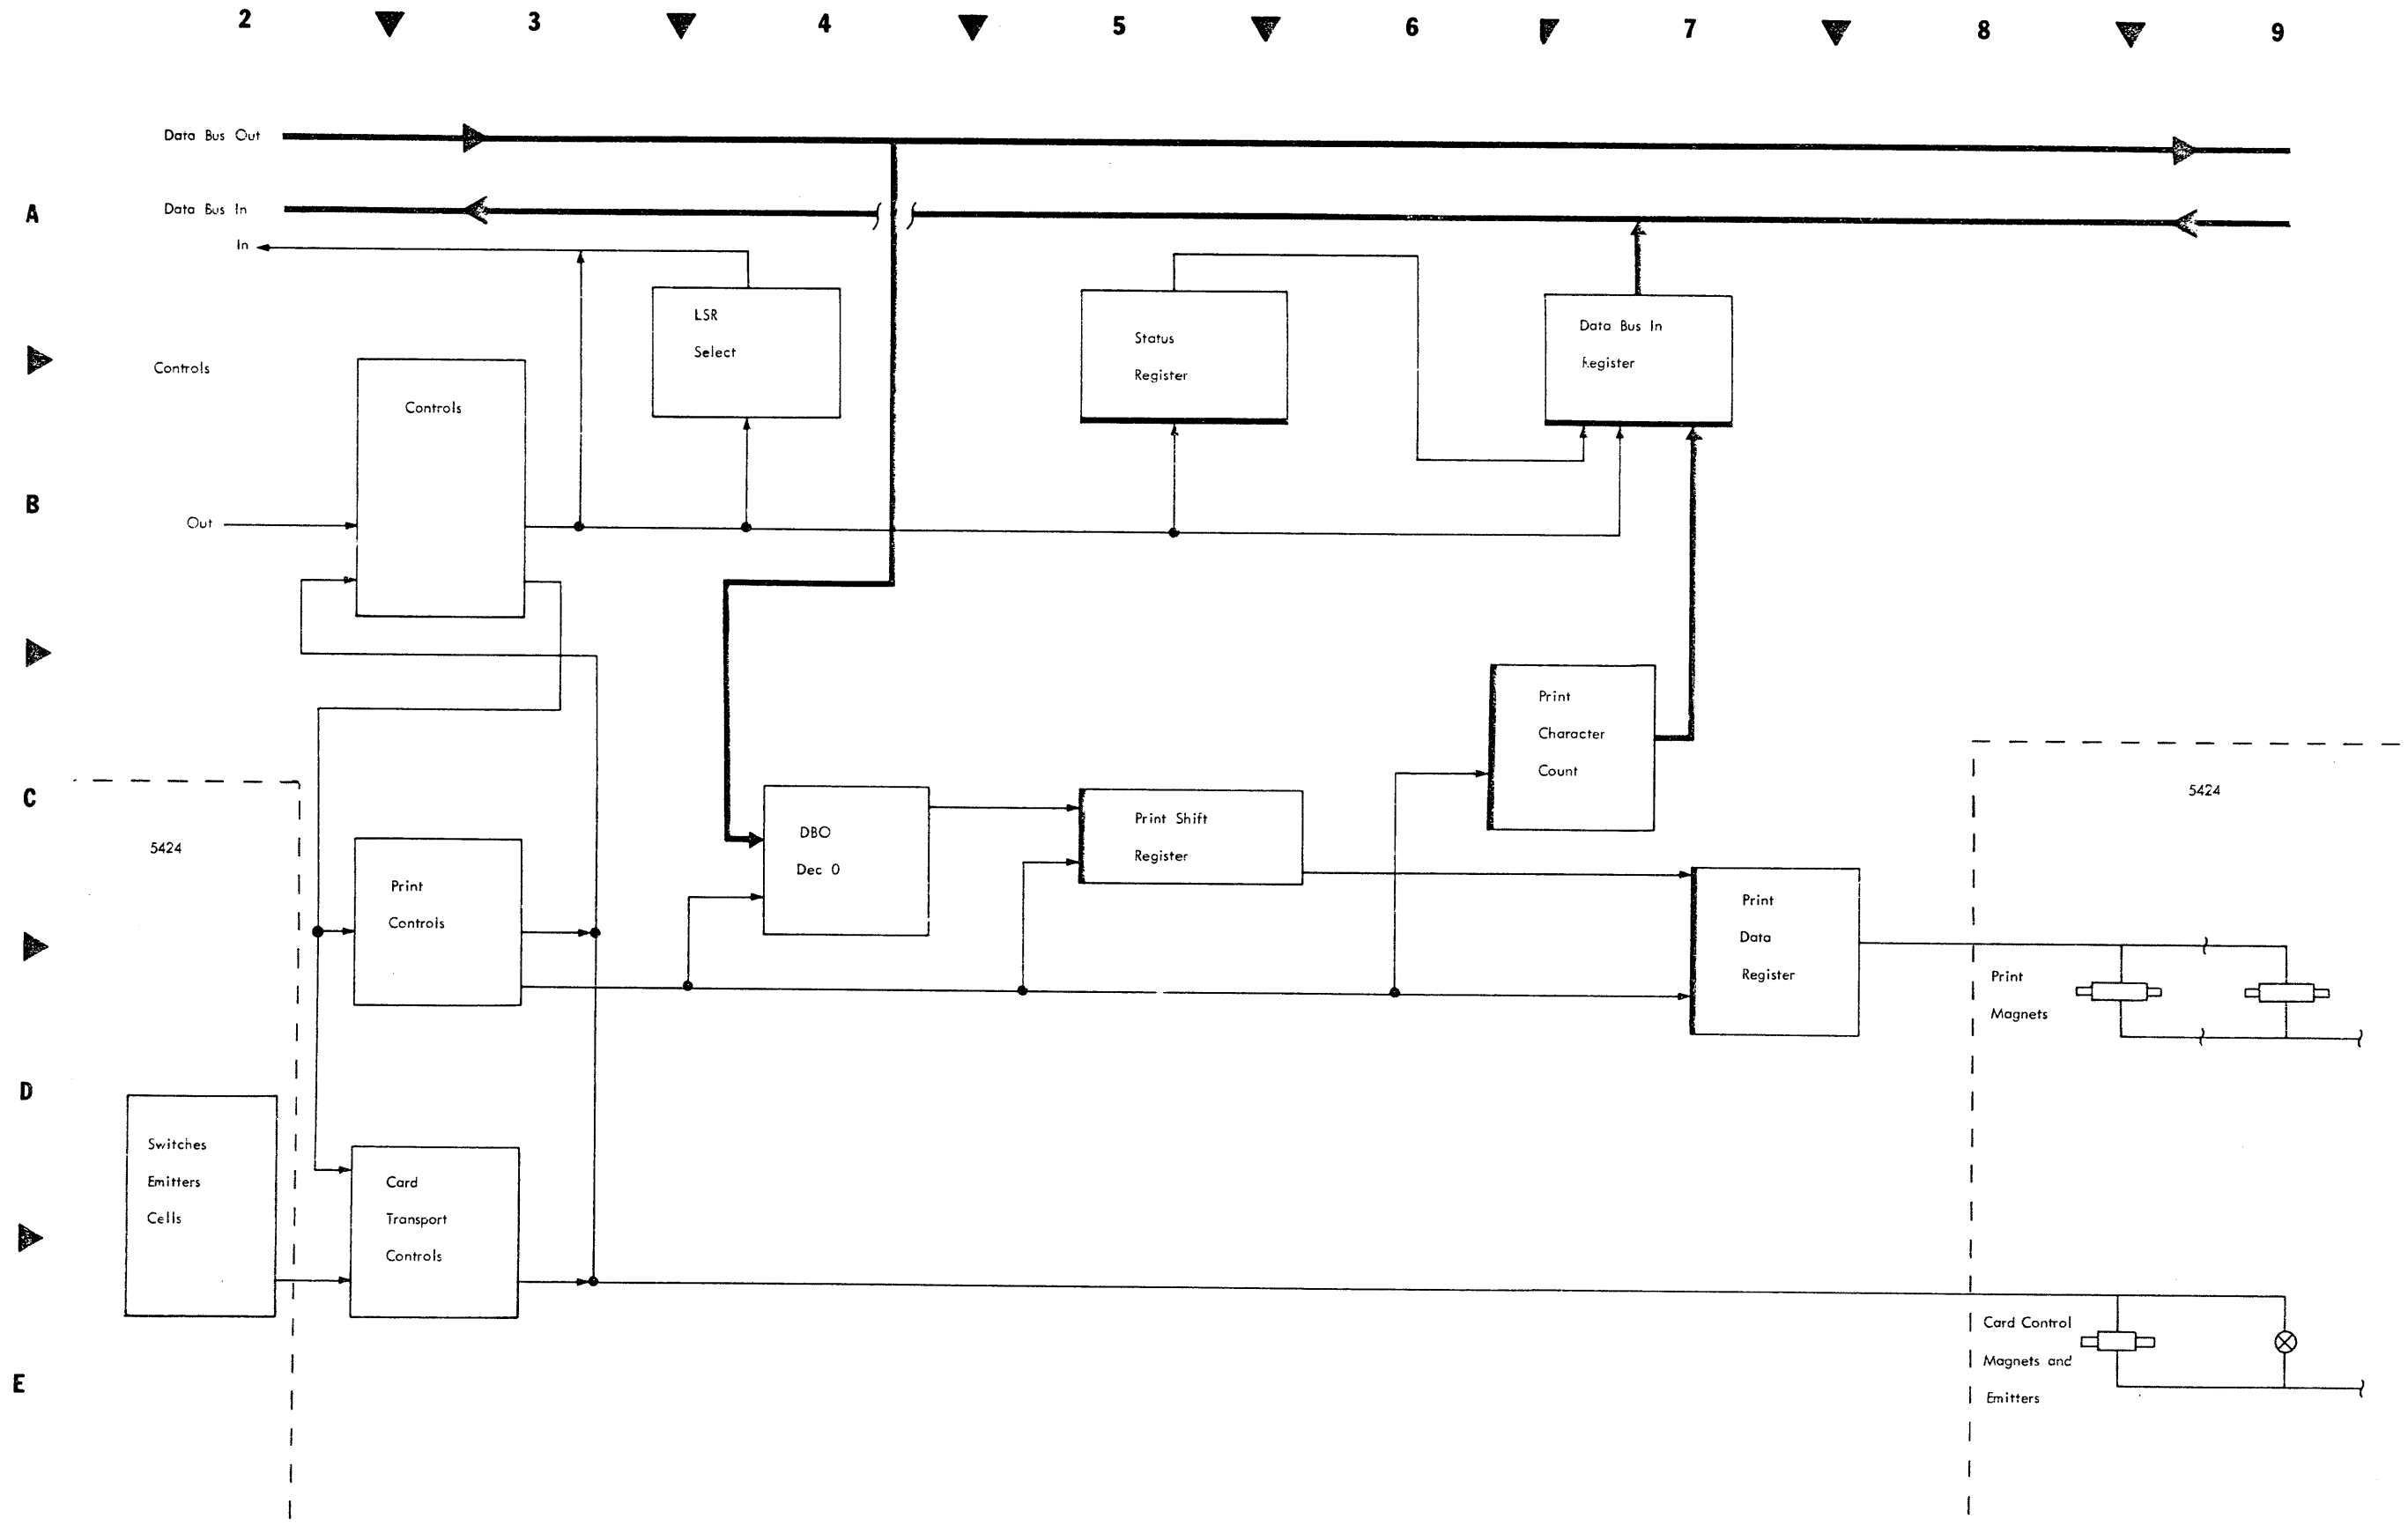 2 3 4 5 6 7 8 9
Data Bus Out
A
Data Bus In
In
LSR
Select
Status
Register
Data Bus In
Register
Controls
Controls
B
Out
Print
Character
Count
C
5424
5424
DBO
Dec 0
Print Shift
Register
Print
Controls
Print
Data
Register
Print
Magnets
D
Switches
Emitters
Cells
Card
Transport
Controls
E
Card Control
Magnets and
Emitters